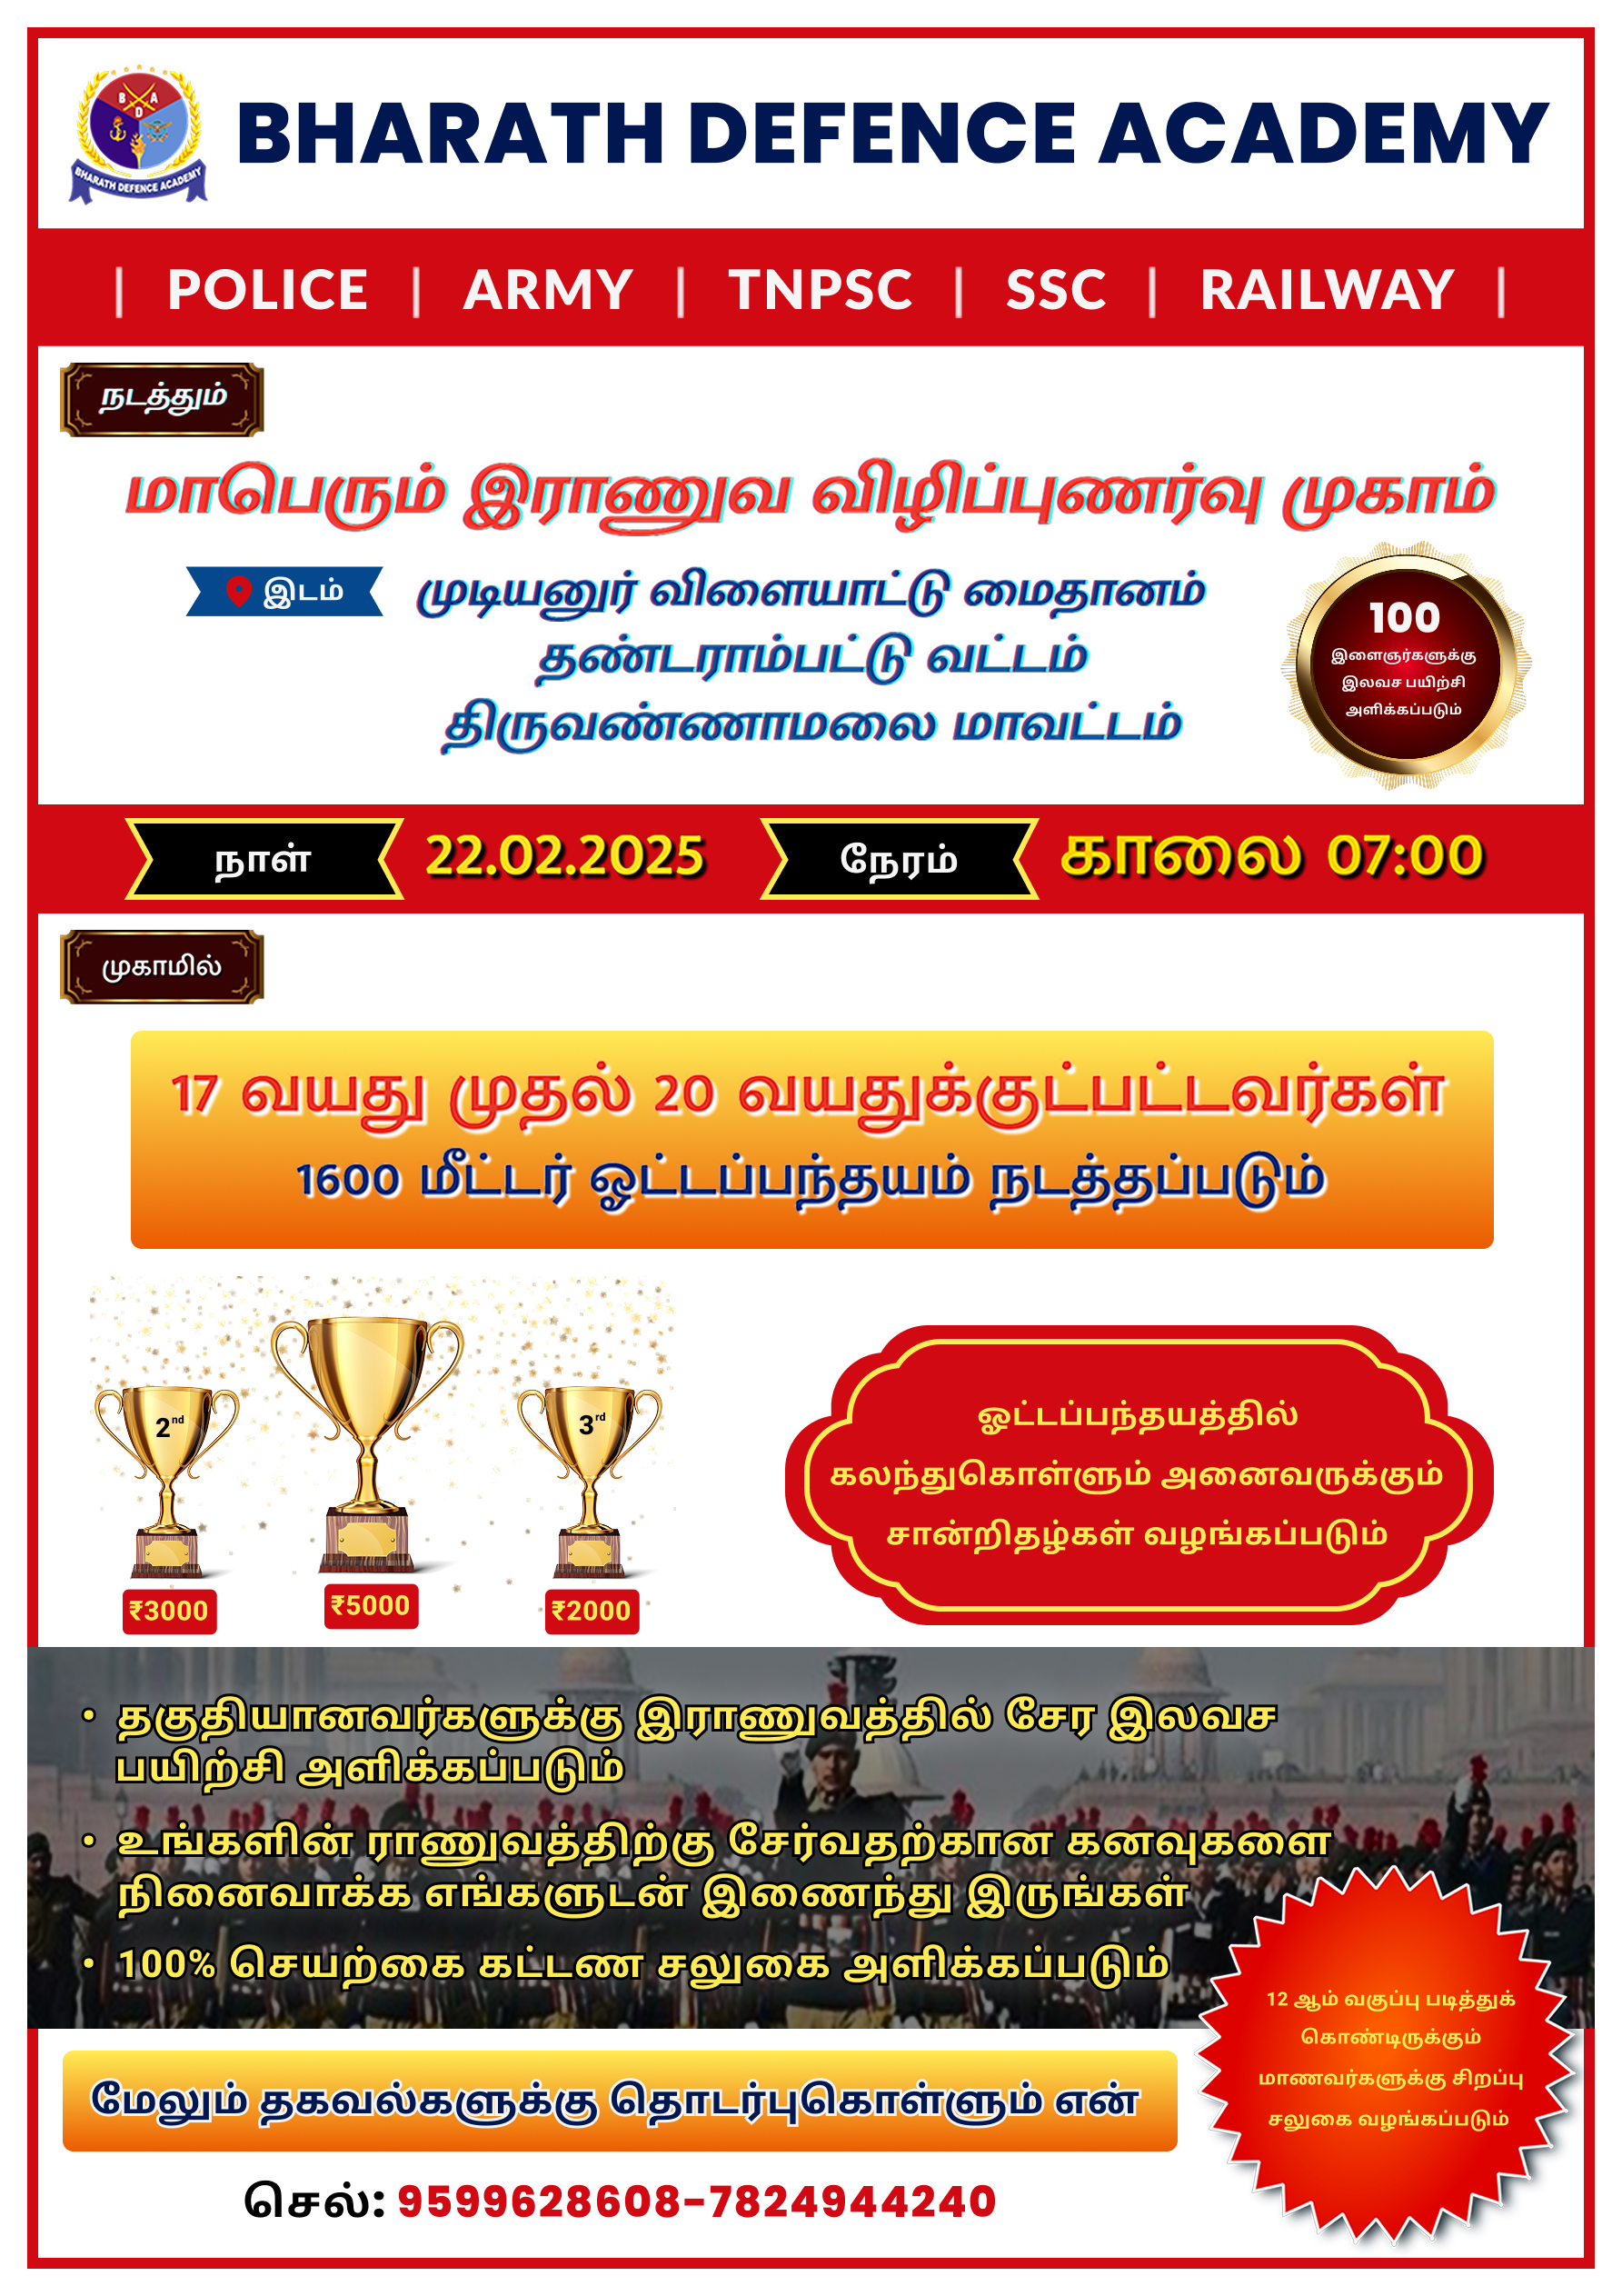 B A
D
BHARATH DEFENCE ACADEMY
BHARATH DEFENCE ACADEMY
| POLICE | ARMY | TNPSC | SSC | RAILWAY |
நடத்தும்
மாபெரும் இராணுவ விழிப்புணர்வு முகாம்
இடம்
முடியனுர் விளையாட்டு மைதானம்
தண்டராம்பட்டு வட்டம்
திருவண்ணாமலை மாவட்டம்
100
இளைஞர்களுக்கு
இலவச பயிற்சி
அளிக்கப்படும்
நாள் 22.02.2025 நேரம் காலை 07:00
முகாமில்
17 வயது முதல் 20 வயதுக்குட்பட்டவர்கள்
1600 மீட்டர் ஓட்டப்பந்தயம் நடத்தப்படும்
2nd
3rd
₹3000
₹5000
₹2000
ஓட்டப்பந்தயத்தில்
கலந்துகொள்ளும் அனைவருக்கும்
சான்றிதழ்கள் வழங்கப்படும்
• தகுதியானவர்களுக்கு இராணுவத்தில் சேர இலவச
பயிற்சி அளிக்கப்படும்
• உங்களின் ராணுவத்திற்கு சேர்வதற்கான கனவுகளை
நினைவாக்க எங்களுடன் இணைந்து இருங்கள்
• 100% செயற்கை கட்டண சலுகை அளிக்கப்படும்
12 ஆம் வகுப்பு படித்துக்
கொண்டிருக்கும்
மாணவர்களுக்கு சிறப்பு
சலுகை வழங்கப்படும்
மேலும் தகவல்களுக்கு தொடர்புகொள்ளும் என்
செல்: 9599628608-7824944240